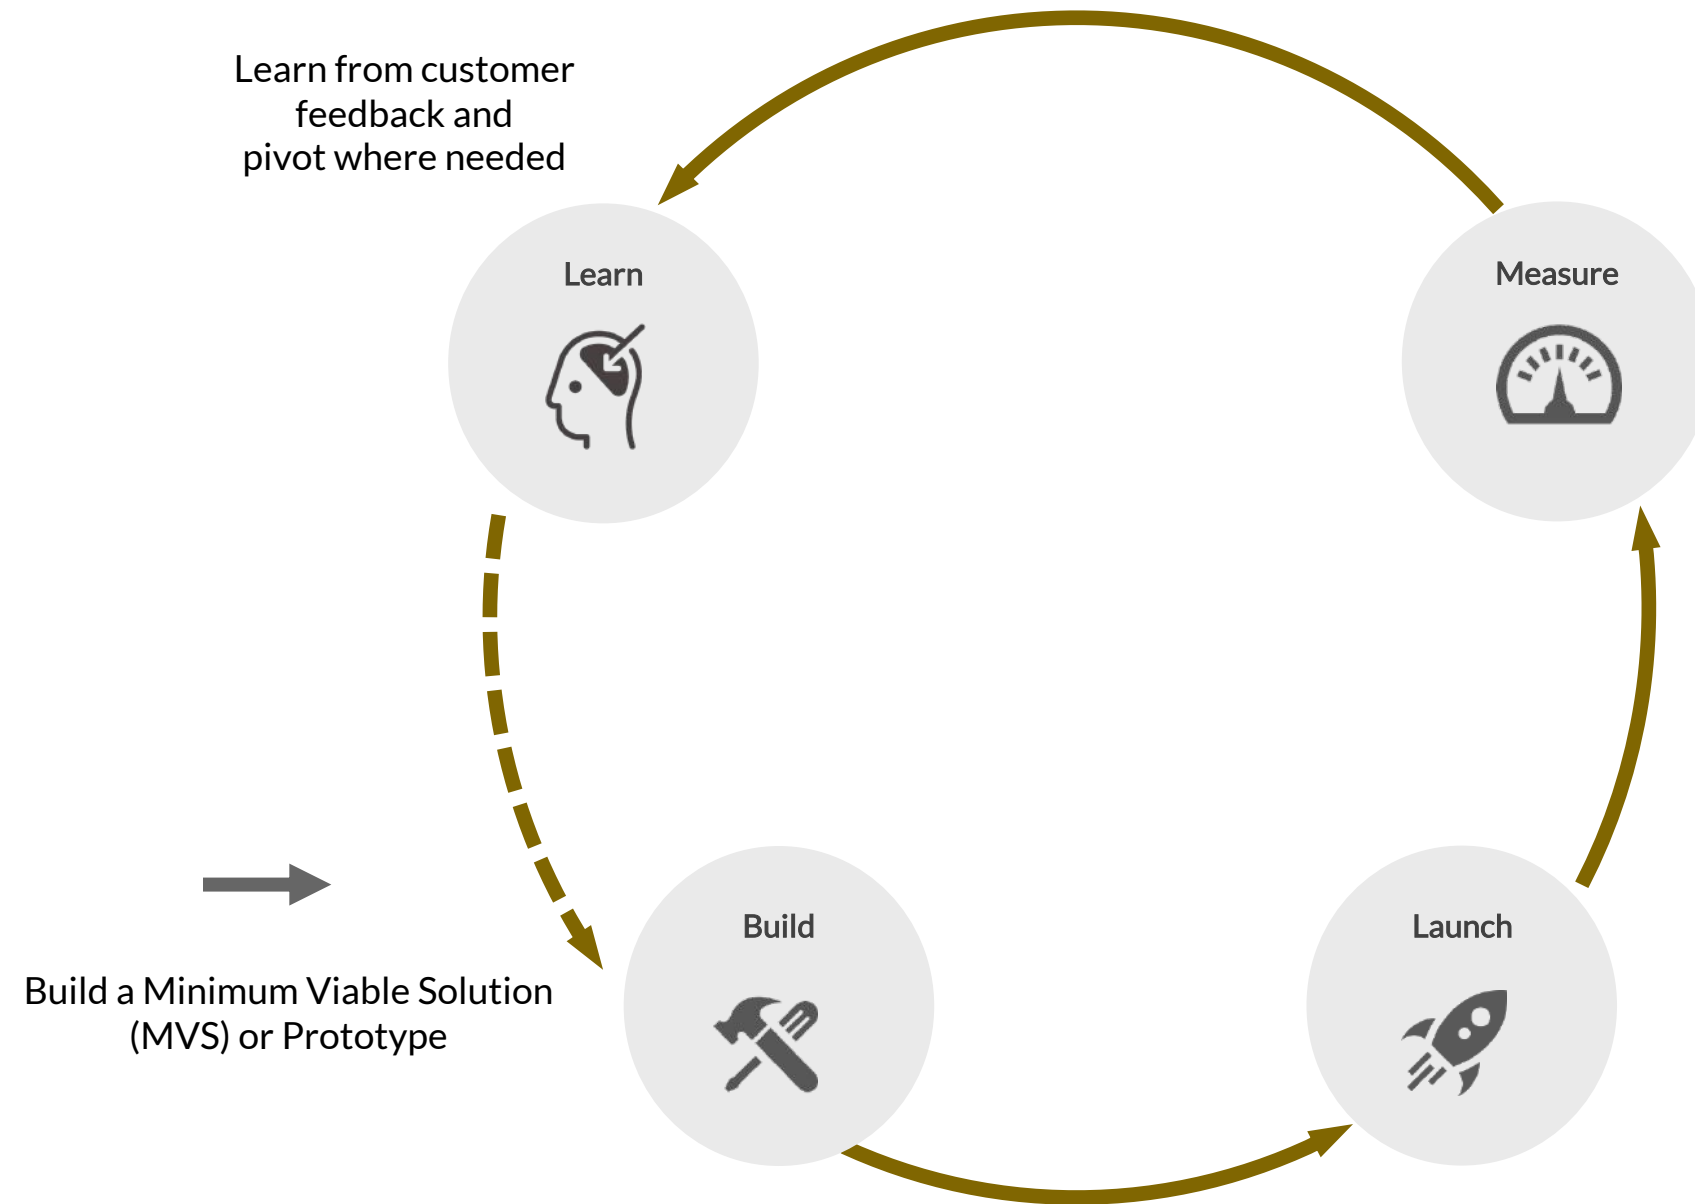 Learn from customer
feedback and
pivot where needed
Learn
Measure
Build
Launch
Build a Minimum Viable Solution
(MVS) or Prototype